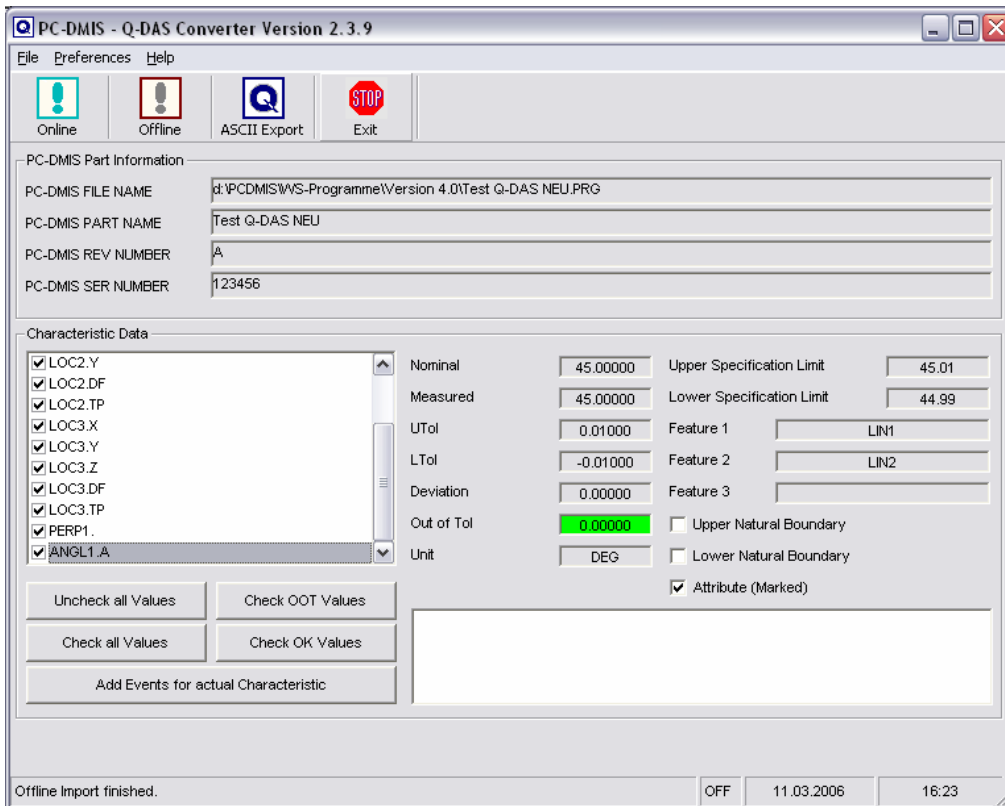 PC-DMIS - Q-DAS Converter Version 2.3.9
File Preferences Help
Online Offline ASCII Export STOP Exit
PC-DMIS Part Information
PC-DMIS FILE NAME d:\PCDMIS\WS-Programme\Version 4.0\Test Q-DAS NEU.PRG
PC-DMIS PART NAME Test Q-DAS NEU
PC-DMIS REV NUMBER A
PC-DMIS SER NUMBER 123456
Characteristic Data
LOC2.Y
LOC2.DF
LOC2.TP
LOC3.X
LOC3.Y
LOC3.Z
LOC3.DF
LOC3.TP
PERP1.
ANGL1.A
Nominal 45.00000 Upper Specification Limit 45.01
Measured 45.00000 Lower Specification Limit 44.99
UTol 0.01000 Feature 1 LIN1
LTol -0.01000 Feature 2 LIN2
Deviation 0.00000 Feature 3
Out of Tol 0.00000 Upper Natural Boundary
Unit DEG Lower Natural Boundary
Attribute (Marked)
Uncheck all Values Check OOT Values
Check all Values Check OK Values
Add Events for actual Characteristic
Offline Import finished. OFF 11.03.2006 16:23